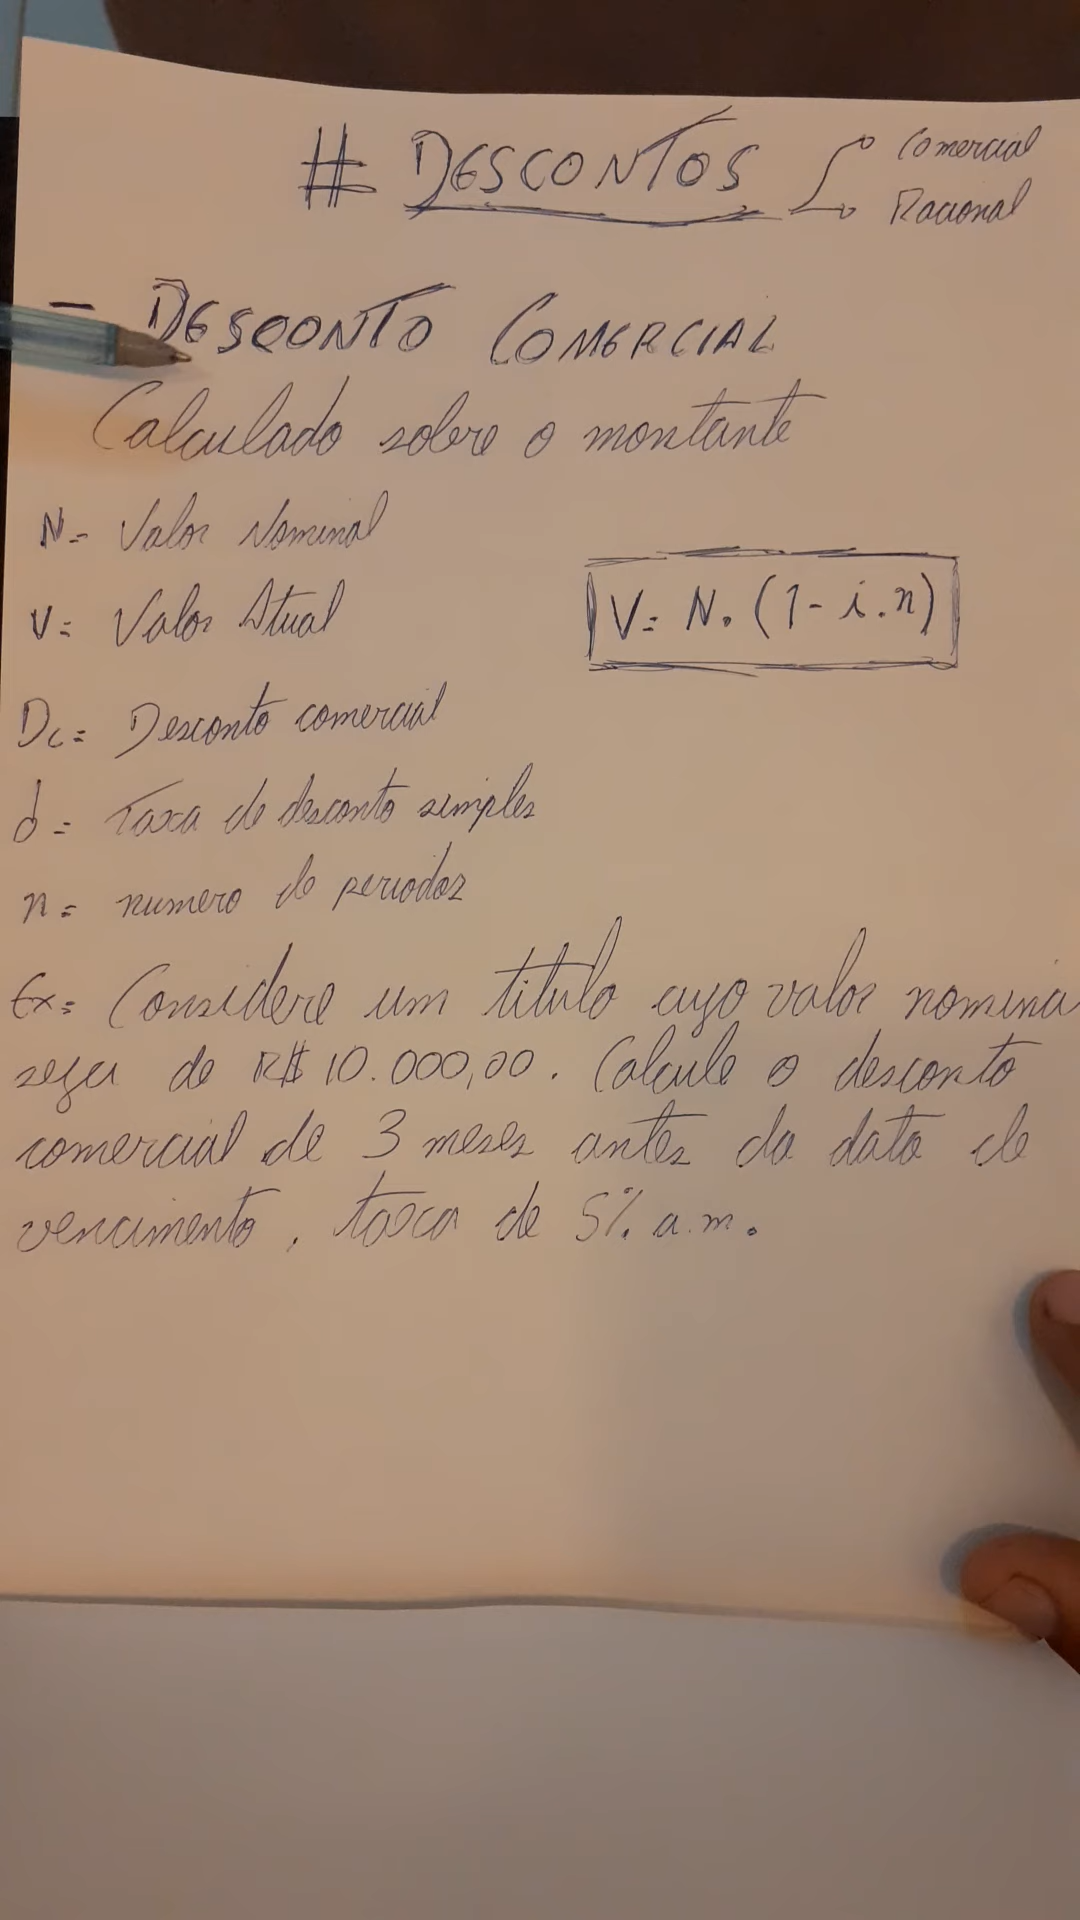 # DESCONTOS
Comercial
Racional
- DESCONTO COMERCIAL
Calculado sobre o montante
N= Valor Nominal
V= Valor Atual
V= N. (1- i.n)
Dc= Desconto comercial
d= Taxa de desconto simples
n= numero de periodos
Ex= Considere um titulo cujo valor nomina
seja de R$ 10.000,00. Calcule o desconto
comercial de 3 meses antes da data de
vencimento, taxa de 5% a.m.